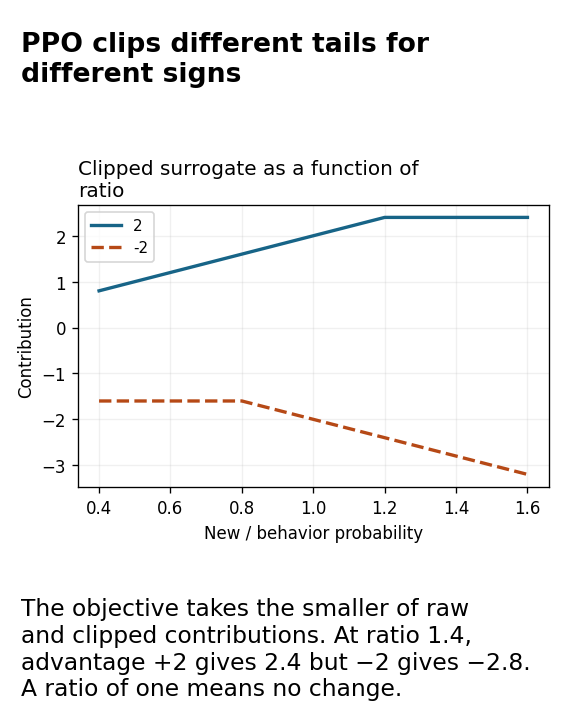 PPO clips different tails for
different signs
Clipped surrogate as a function of
ratio
2
-2
2
1
0
−1
−2
−3
Contribution
0.4 0.6 0.8 1.0 1.2 1.4 1.6
New / behavior probability
The objective takes the smaller of raw
and clipped contributions. At ratio 1.4,
advantage +2 gives 2.4 but −2 gives −2.8.
A ratio of one means no change.